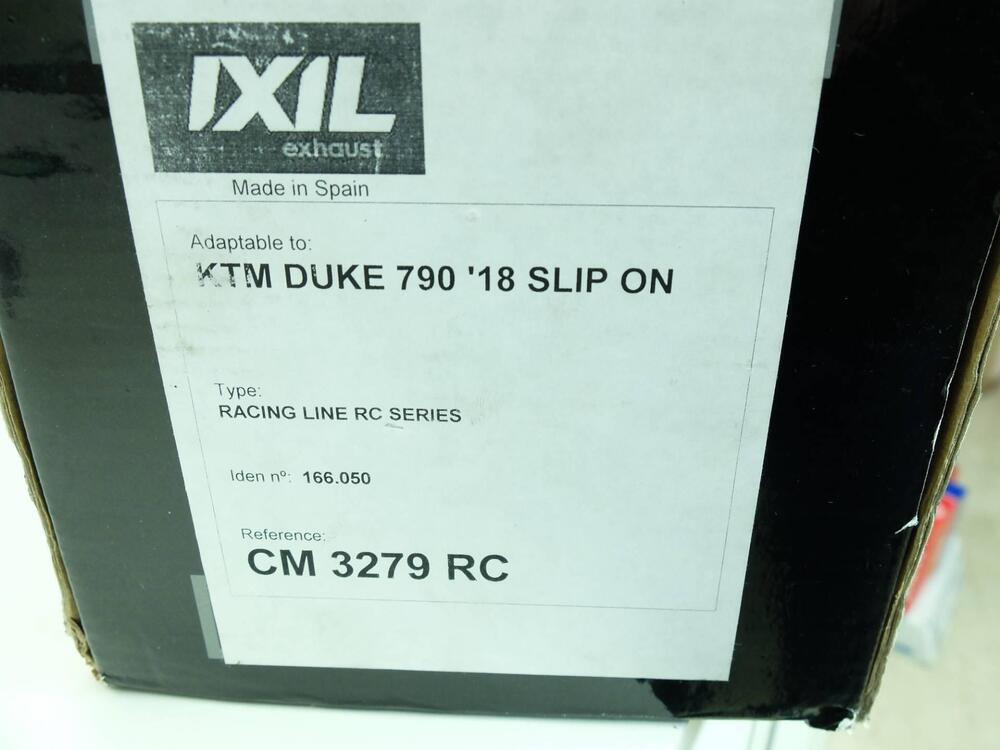 IXIL
exhaust
Made in Spain
Adaptable to:
KTM DUKE 790 '18 SLIP ON
Type:
RACING LINE RC SERIES
Iden nº: 166.050
Reference:
CM 3279 RC